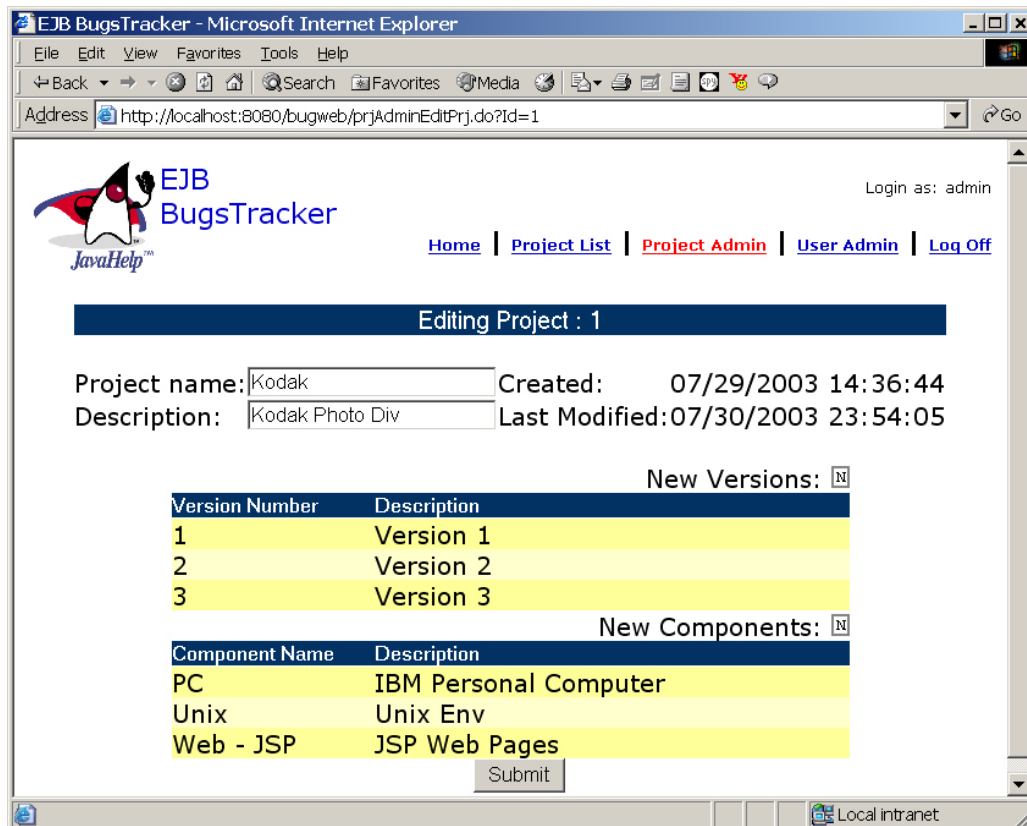 EJB BugsTracker - Microsoft Internet Explorer
File Edit View Favorites Tools Help
Back Search Favorites Media
Address http://localhost:8080/bugweb/prjAdminEditPrj.do?Id=1 Go
EJB
BugsTracker
JavaHelp™
Login as: admin
Home Project List Project Admin User Admin Log Off
Editing Project : 1
Project name: Kodak Created: 07/29/2003 14:36:44
Description: Kodak Photo Div Last Modified:07/30/2003 23:54:05
New Versions: N
Version Number Description
1 Version 1
2 Version 2
3 Version 3
New Components: N
Component Name Description
PC IBM Personal Computer
Unix Unix Env
Web - JSP JSP Web Pages
Submit
Local intranet